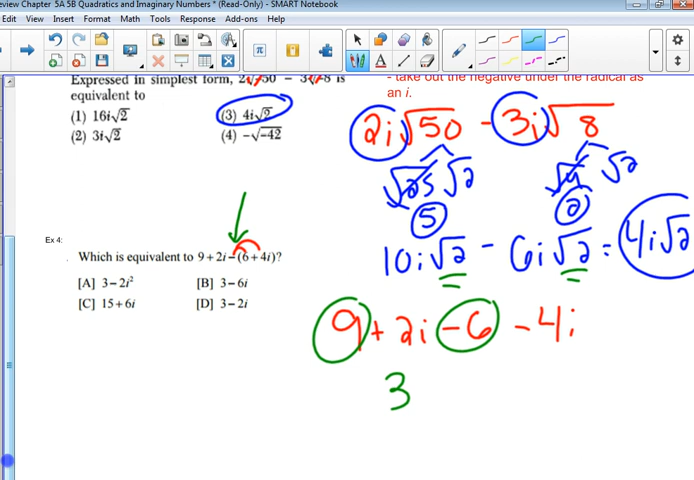 eview Chapter 5A 5B Quadratics and Imaginary Numbers * (Read-Only) - SMART Notebook
t Insert Format Math Tools Response Add-ons Help
Expressed in simplest form, 2√-50 - 3√-8 is
equivalent to
(1) 16i√2 (3) 4i√2
(2) 3i√2 (4) -√-42
- take out the negative under the radical as
an i.
2i√50 - 3i√8
√25 √2 √4 √2
5 2
10i√2 - 6i√2 = 4i√2
Ex 4:
Which is equivalent to 9 + 2i - (6 + 4i)?
[A] 3 - 2i² [B] 3 - 6i
[C] 15 + 6i [D] 3 - 2i
9 + 2i - 6 - 4i
3